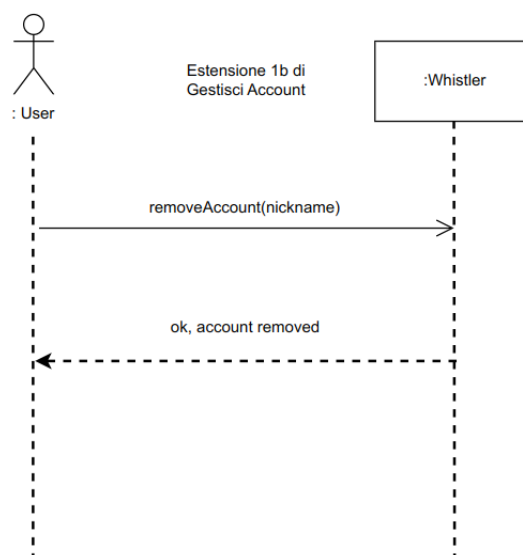 Estensione 1b di
Gestisci Account
:Whistler
: User
removeAccount(nickname)
ok, account removed